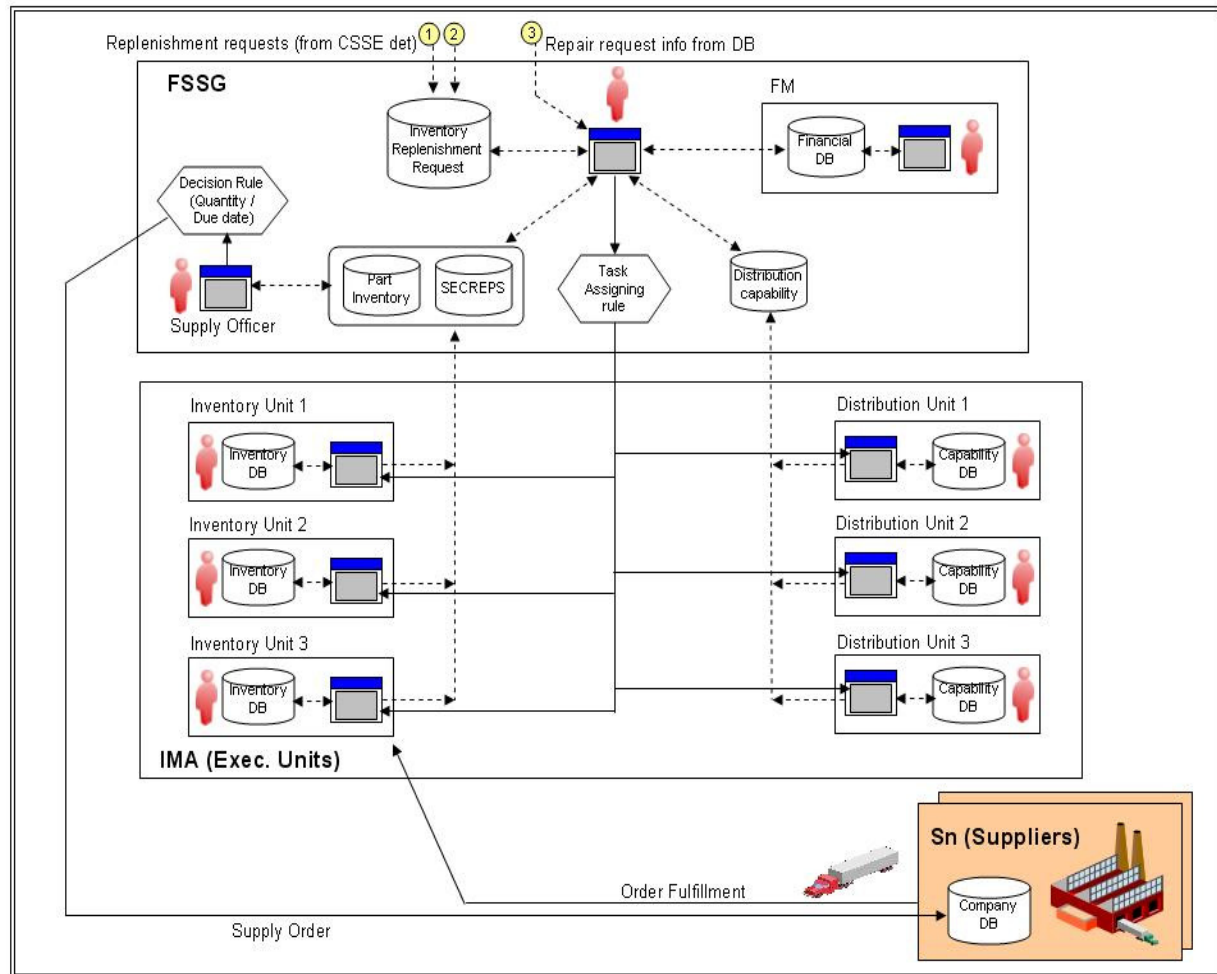 Replenishment requests (from CSSE det)
1
2
3
Repair request info from DB
FSSG
FM
Inventory
Replenishment
Request
Financial
DB
Decision Rule
(Quantity /
Due date)
Part
Inventory
SECREPS
Task
Assigning
rule
Distribution
capability
Supply Officer
Inventory Unit 1
Distribution Unit 1
Inventory
DB
Capability
DB
Inventory Unit 2
Distribution Unit 2
Inventory
DB
Capability
DB
Inventory Unit 3
Distribution Unit 3
Inventory
DB
Capability
DB
IMA (Exec. Units)
Sn (Suppliers)
Order Fulfillment
Company
DB
Supply Order